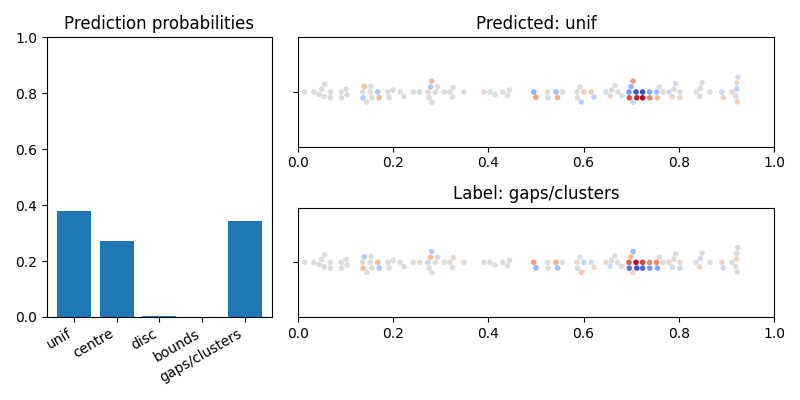 Prediction probabilities
1.0
0.8
0.6
0.4
0.2
0.0
unif
centre
disc
bounds
gaps/clusters
Predicted: unif
0.0 0.2 0.4 0.6 0.8 1.0
Label: gaps/clusters
0.0 0.2 0.4 0.6 0.8 1.0